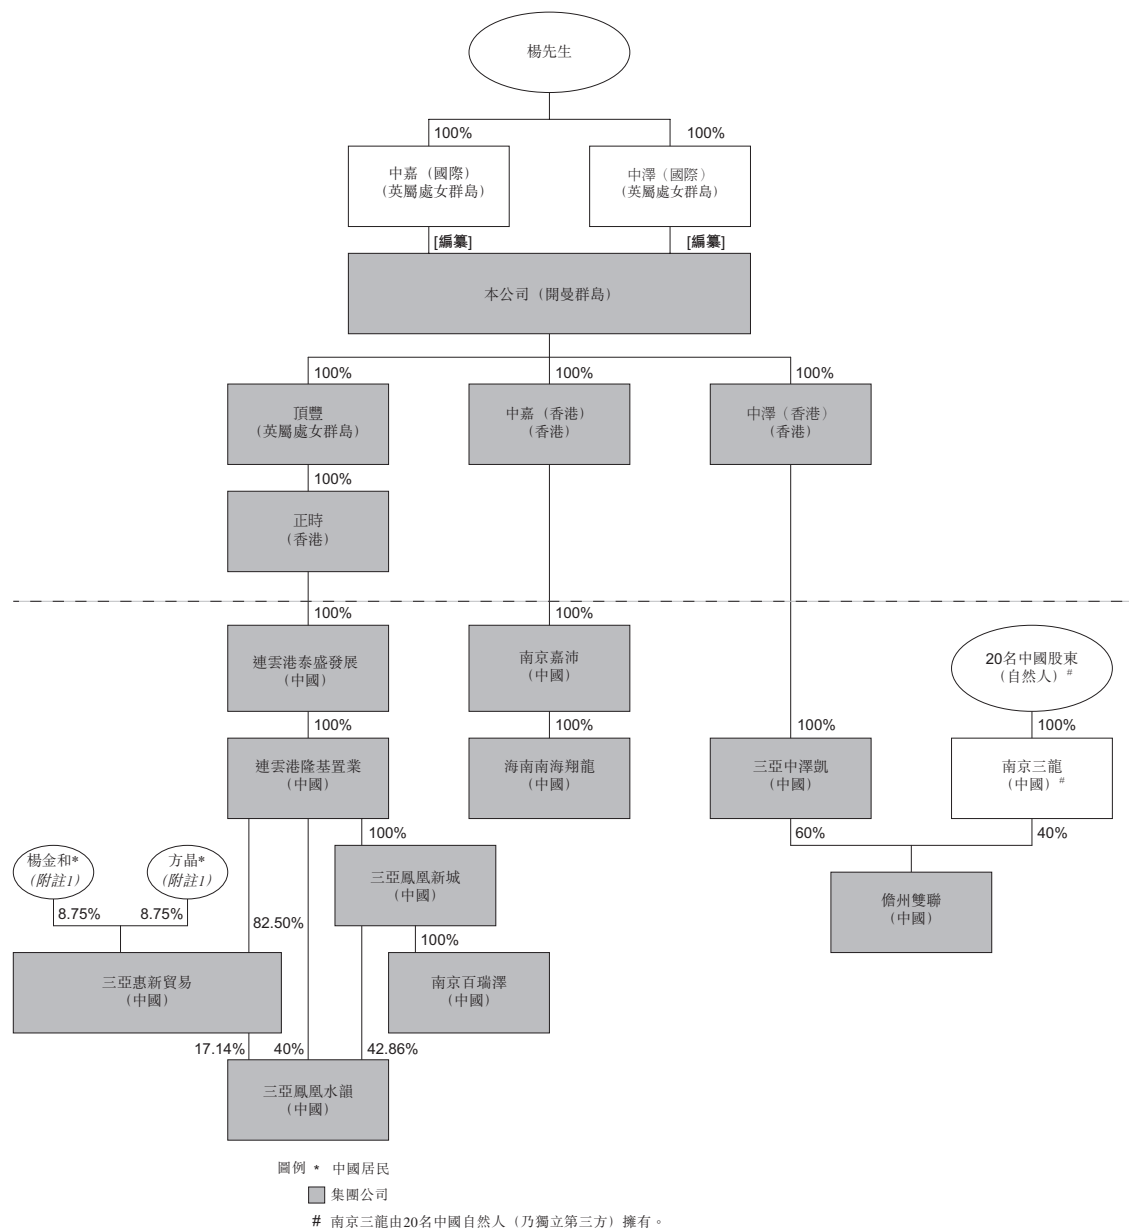 楊先生
100%
100%
中嘉（國際）
（英屬處女群島）
中澤（國際）
（英屬處女群島）
[編纂]
[編纂]
本公司（開曼群島）
100%
100%
100%
頂豐
（英屬處女群島）
中嘉（香港）
（香港）
中澤（香港）
（香港）
100%
正時
（香港）
100%
100%
連雲港泰盛發展
（中國）
南京嘉沛
（中國）
20名中國股東
（自然人）#
100%
100%
100%
100%
連雲港隆基置業
（中國）
海南南海翔龍
（中國）
三亞中澤凱
（中國）
南京三龍
（中國）#
100%
60%
40%
楊金和*
（附註1）
方晶*
（附註1）
三亞鳳凰新城
（中國）
儋州雙聯
（中國）
8.75%
8.75%
82.50%
100%
三亞惠新貿易
（中國）
南京百瑞澤
（中國）
17.14%
40%
42.86%
三亞鳳凰水韻
（中國）
圖例 * 中國居民
集團公司
# 南京三龍由20名中國自然人（乃獨立第三方）擁有。